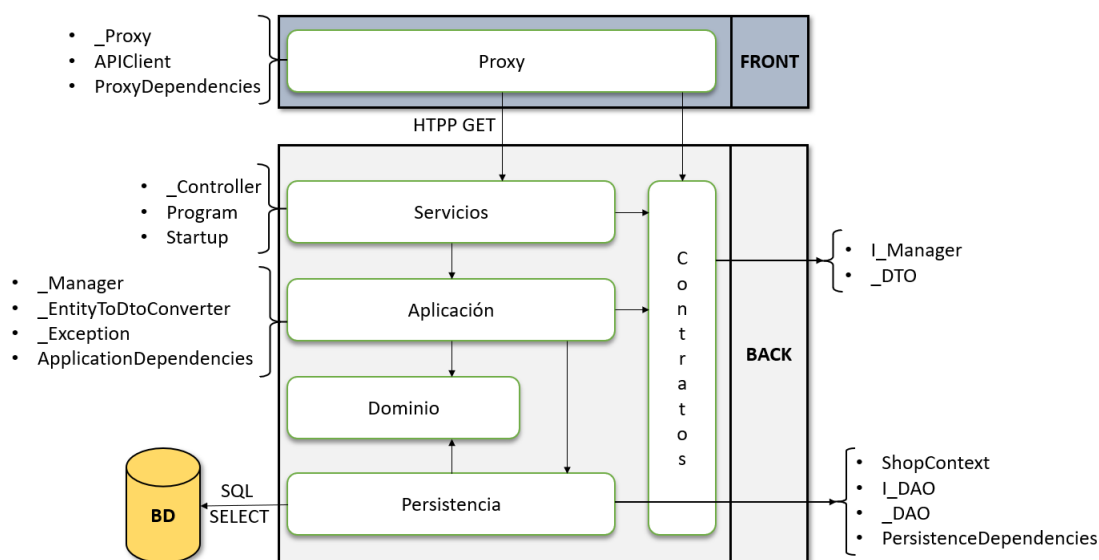 • _Proxy
• APIClient
• ProxyDependencies
Proxy
FRONT
HTPP GET
• _Controller
• Program
• Startup
Servicios
• _Manager
• _EntityToDtoConverter
• _Exception
• ApplicationDependencies
Aplicación
Contratos
• I_Manager
• _DTO
BACK
Dominio
BD
SQL
SELECT
Persistencia
• ShopContext
• I_DAO
• _DAO
• PersistenceDependencies